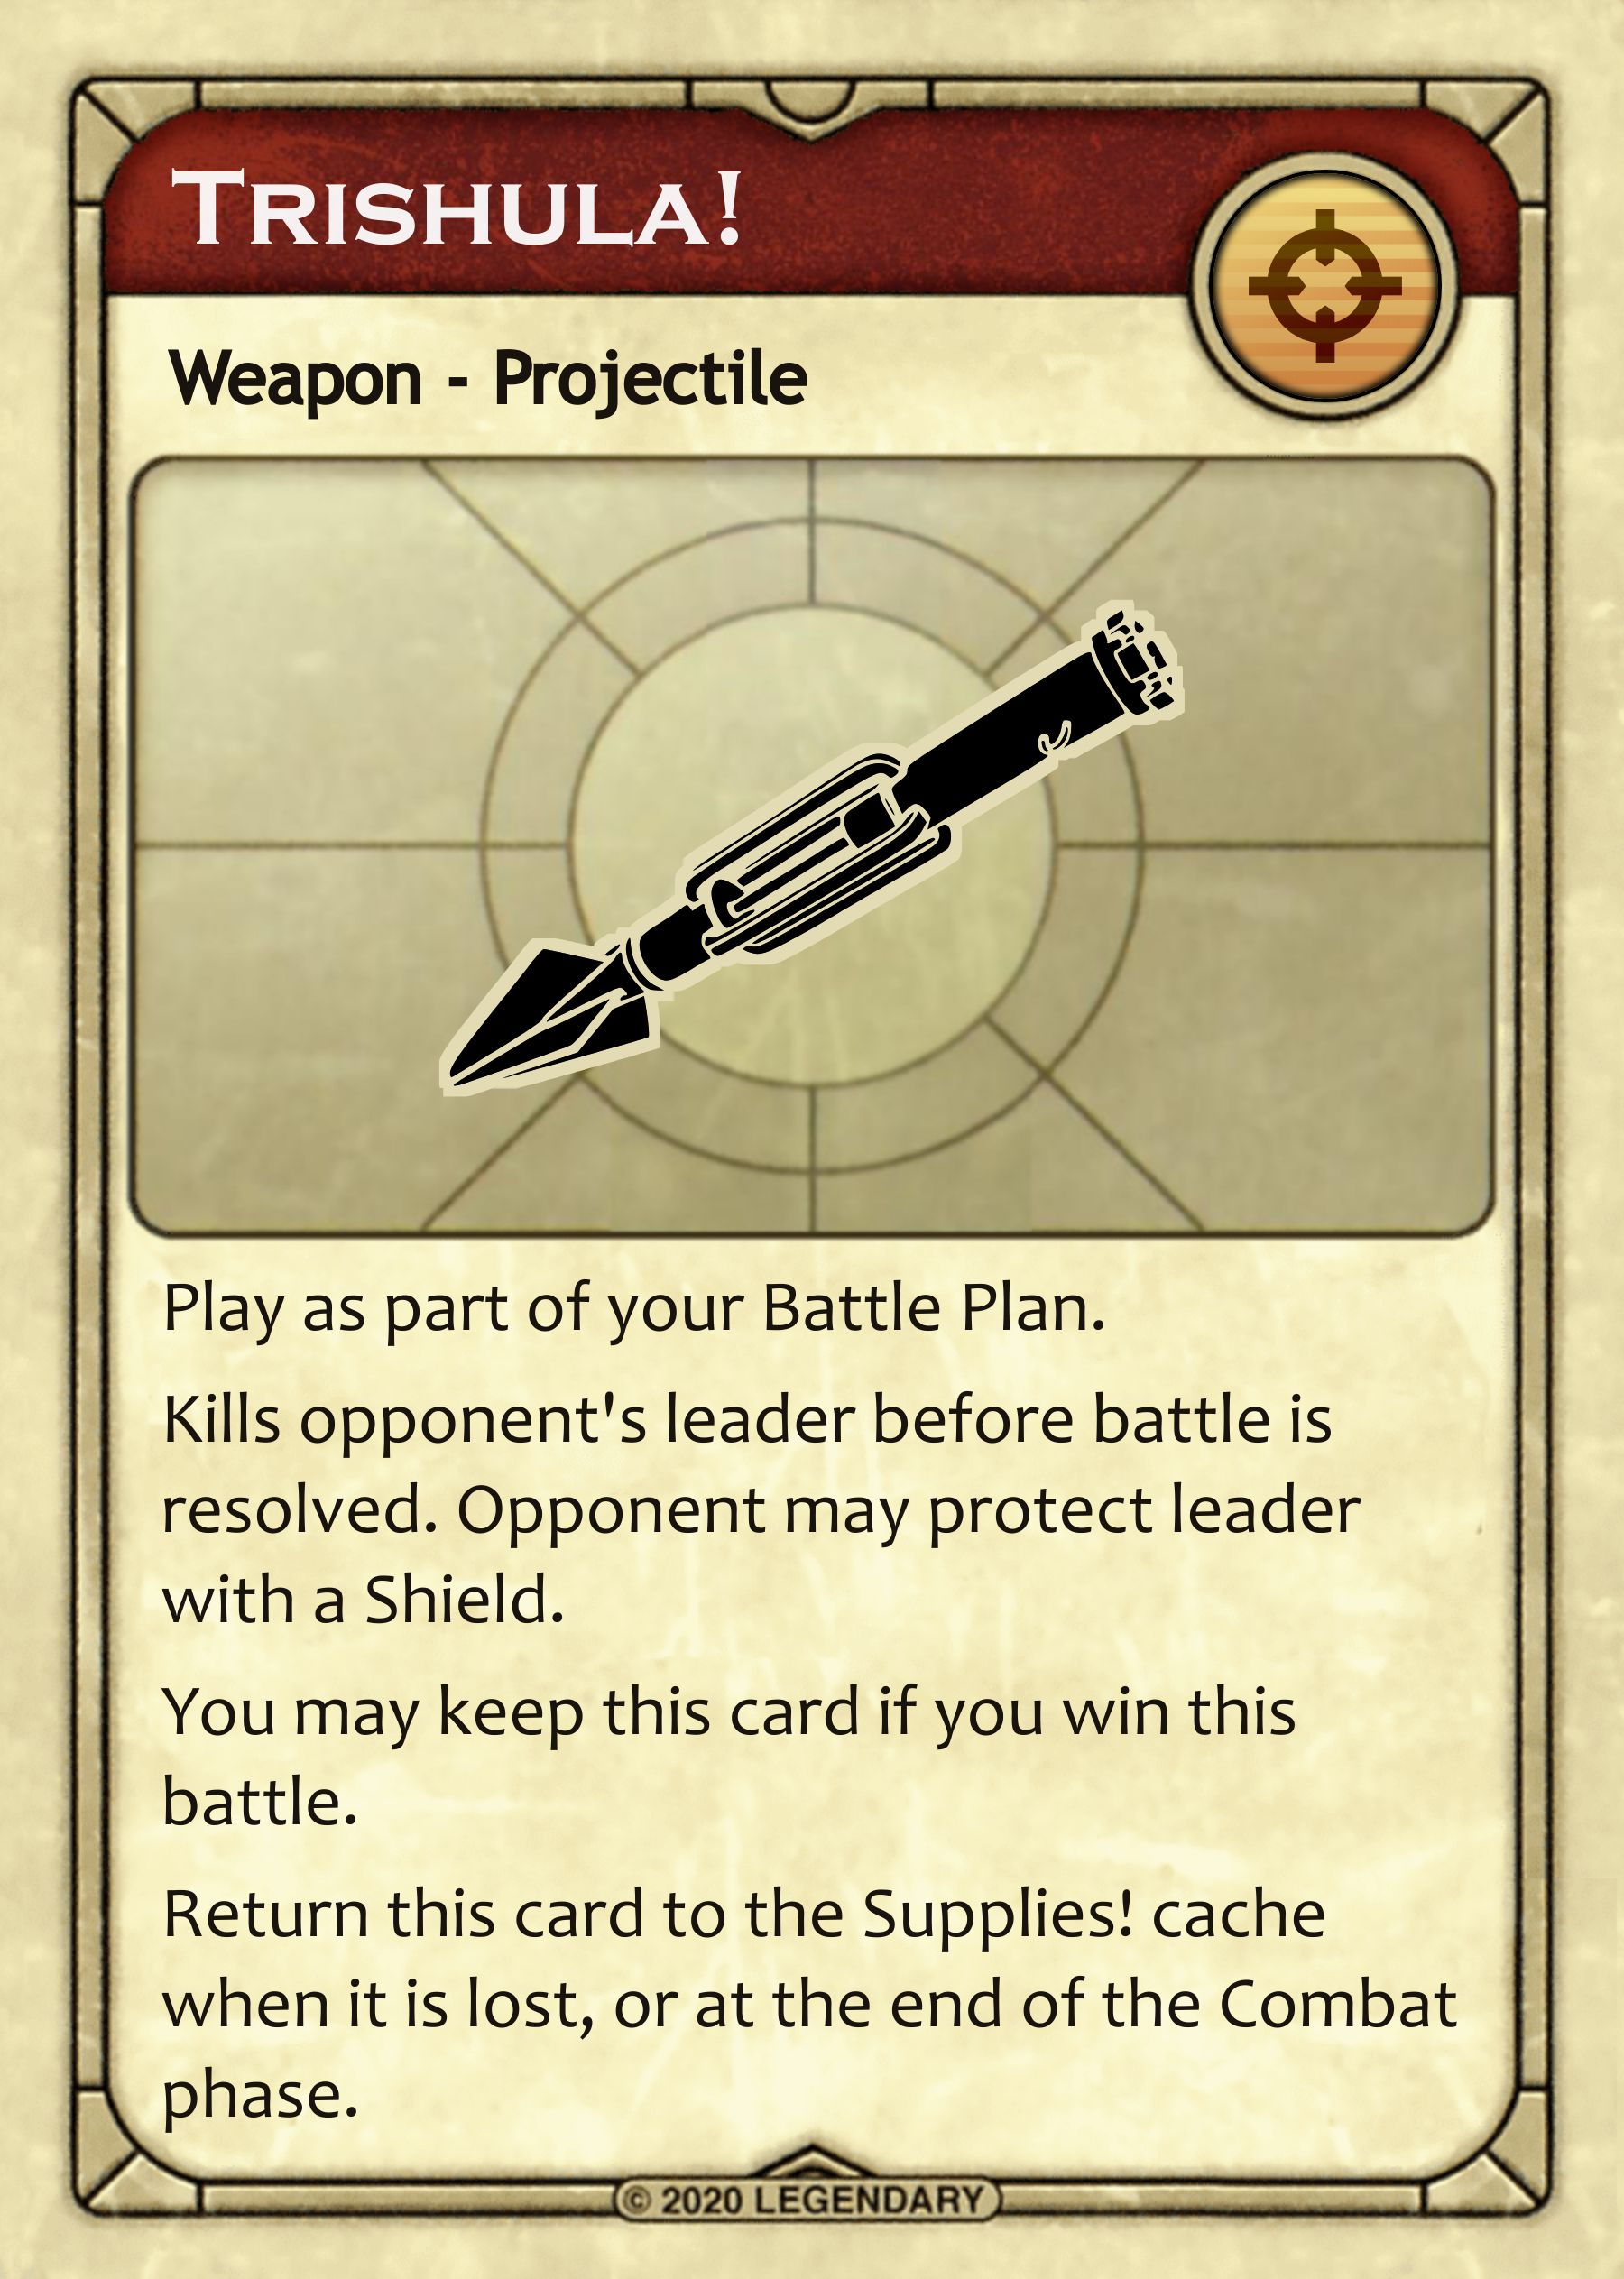 TRISHULA!
Weapon - Projectile
Play as part of your Battle Plan.
Kills opponent's leader before battle is
resolved. Opponent may protect leader
with a Shield.
You may keep this card if you win this
battle.
Return this card to the Supplies! cache
when it is lost, or at the end of the Combat
phase.
© 2020 LEGENDARY